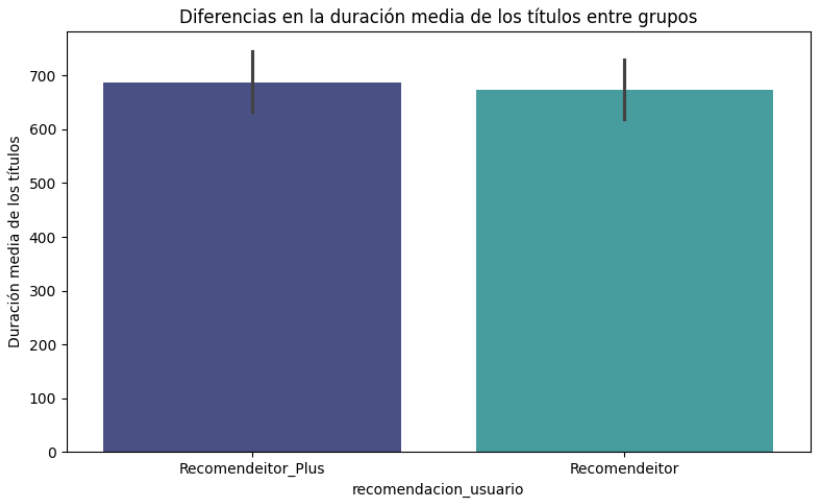 Diferencias en la duración media de los títulos entre grupos
Duración media de los títulos
700
600
500
400
300
200
100
0
Recomendeitor_Plus
Recomendeitor
recomendacion_usuario